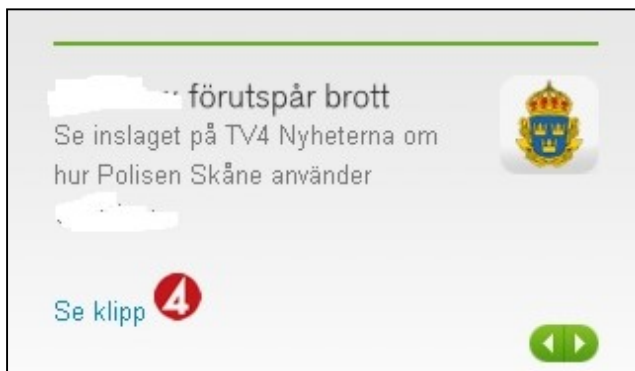 förutspår brott
Se inslaget på TV4 Nyheterna om
hur Polisen Skåne använder
Se klipp 4